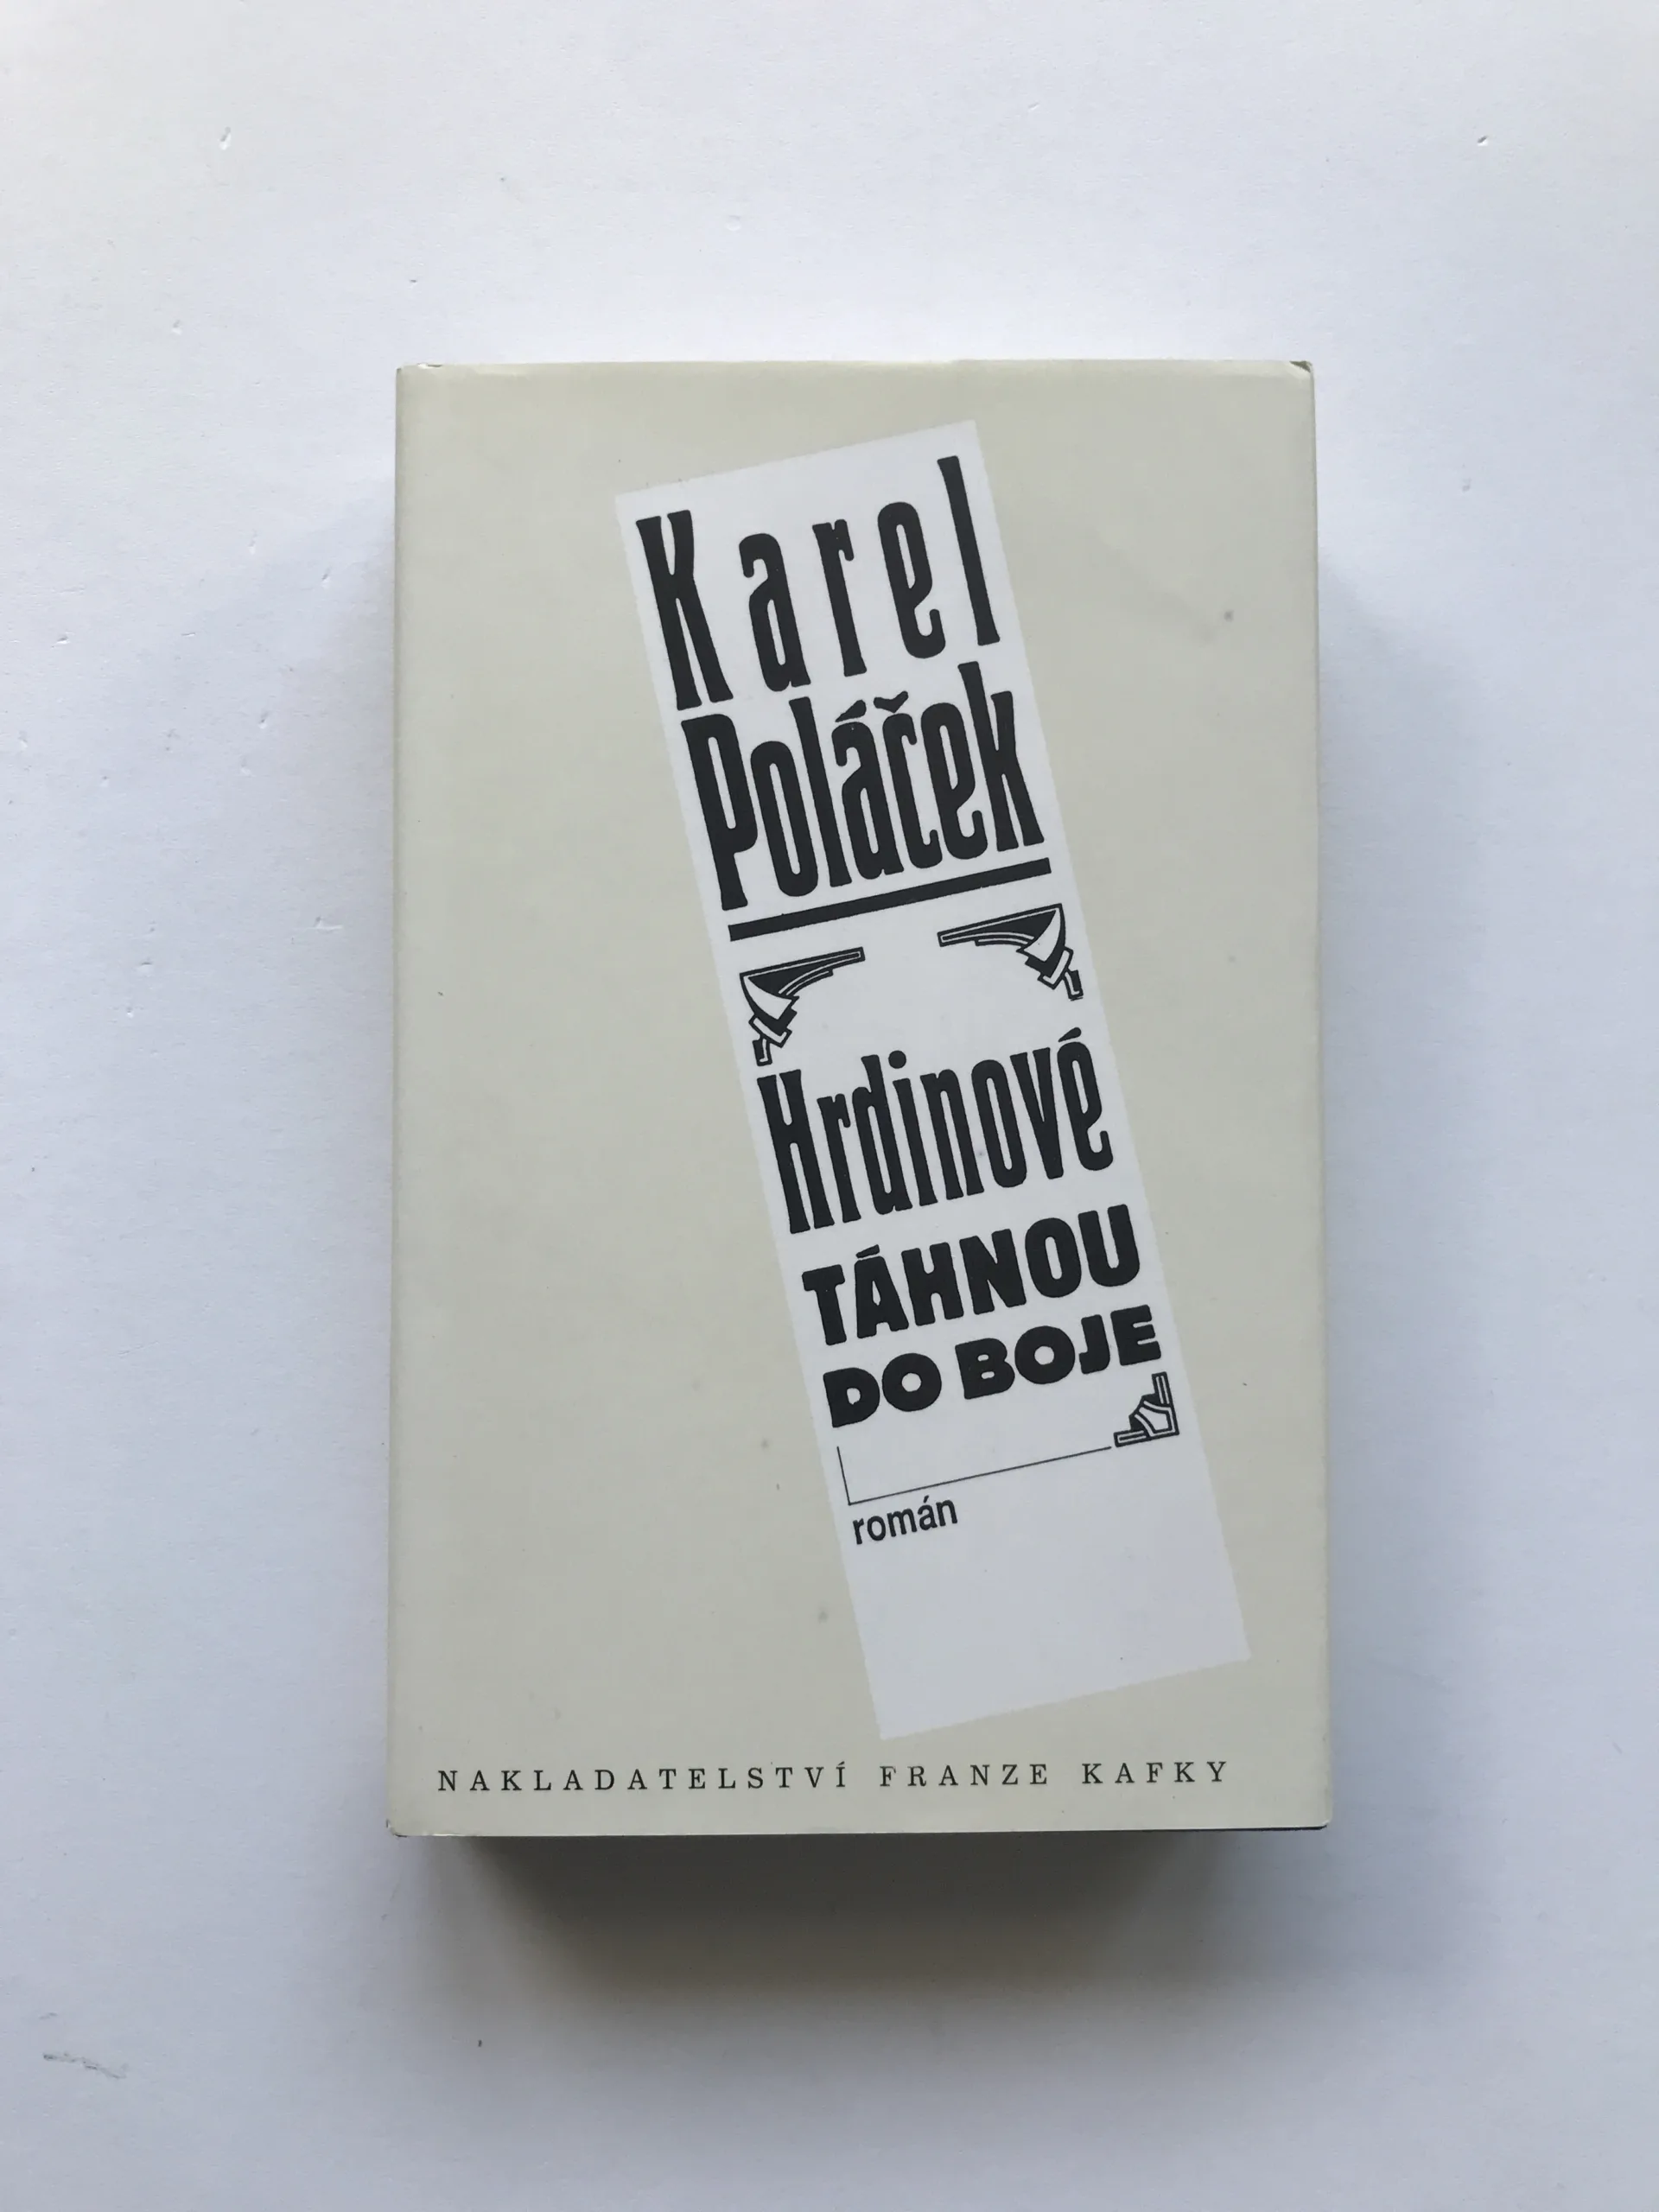 Karel
Poláček
Hrdinové
TÁHNOU
DO BOJE
román
NAKLADATELSTVÍ FRANZE KAFKY